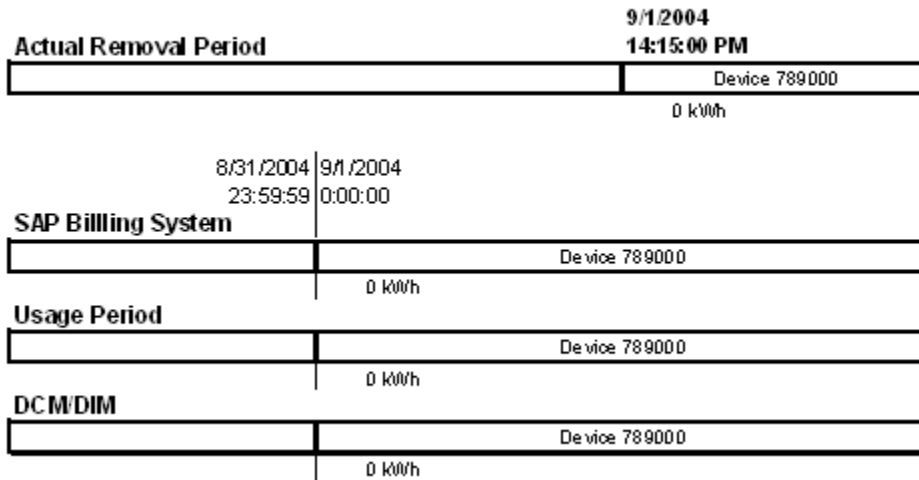 9/1/2004
Actual Removal Period 14:15:00 PM
Device 789000
0 kWh
8/31/2004 9/1/2004
23:59:59 0:00:00
SAP Billling System
Device 789000
0 kWh
Usage Period
Device 789000
0 kWh
DCM/DIM
Device 789000
0 kWh